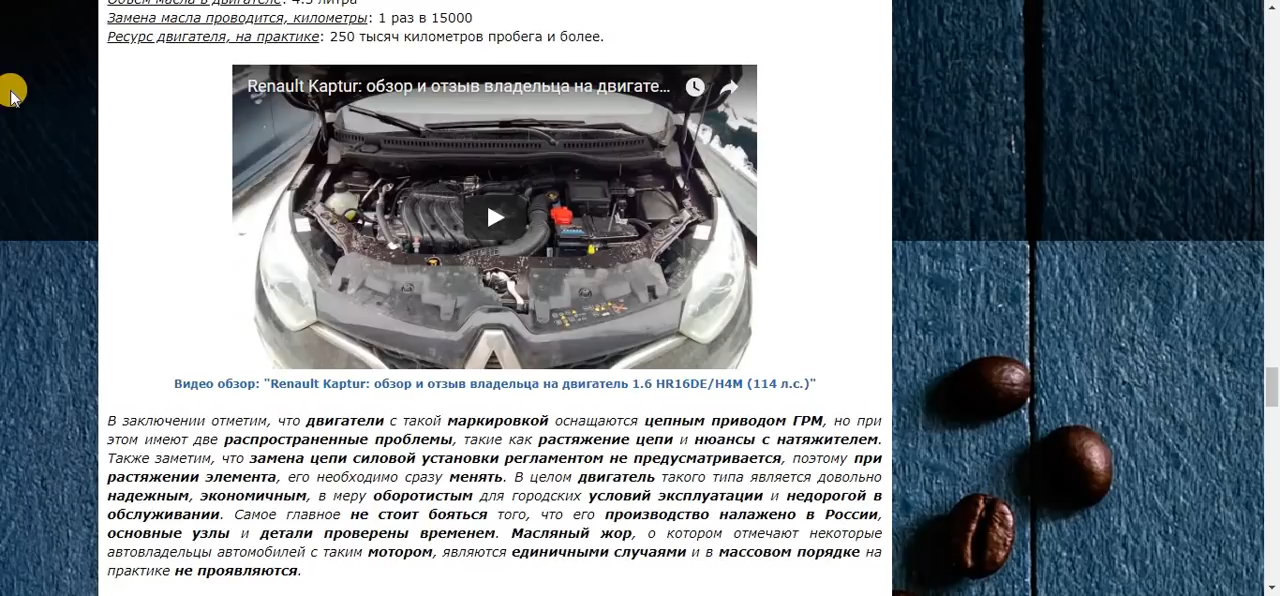 Объем масла в двигателе: 4.3 литра
Замена масла проводится, километры: 1 раз в 15000
Ресурс двигателя, на практике: 250 тысяч километров пробега и более.
Renault Kaptur: обзор и отзыв владельца на двигате...
Видео обзор: "Renault Kaptur: обзор и отзыв владельца на двигатель 1.6 HR16DE/H4M (114 л.с.)"
В заключении отметим, что двигатели с такой маркировкой оснащаются цепным приводом ГРМ, но при
этом имеют две распространенные проблемы, такие как растяжение цепи и нюансы с натяжителем.
Также заметим, что замена цепи силовой установки регламентом не предусматривается, поэтому при
растяжении элемента, его необходимо сразу менять. В целом двигатель такого типа является довольно
надежным, экономичным, в меру оборотистым для городских условий эксплуатации и недорогой в
обслуживании. Самое главное не стоит бояться того, что его производство налажено в России,
основные узлы и детали проверены временем. Масляный жор, о котором отмечают некоторые
автовладельцы автомобилей с таким мотором, являются единичными случаями и в массовом порядке на
практике не проявляются.